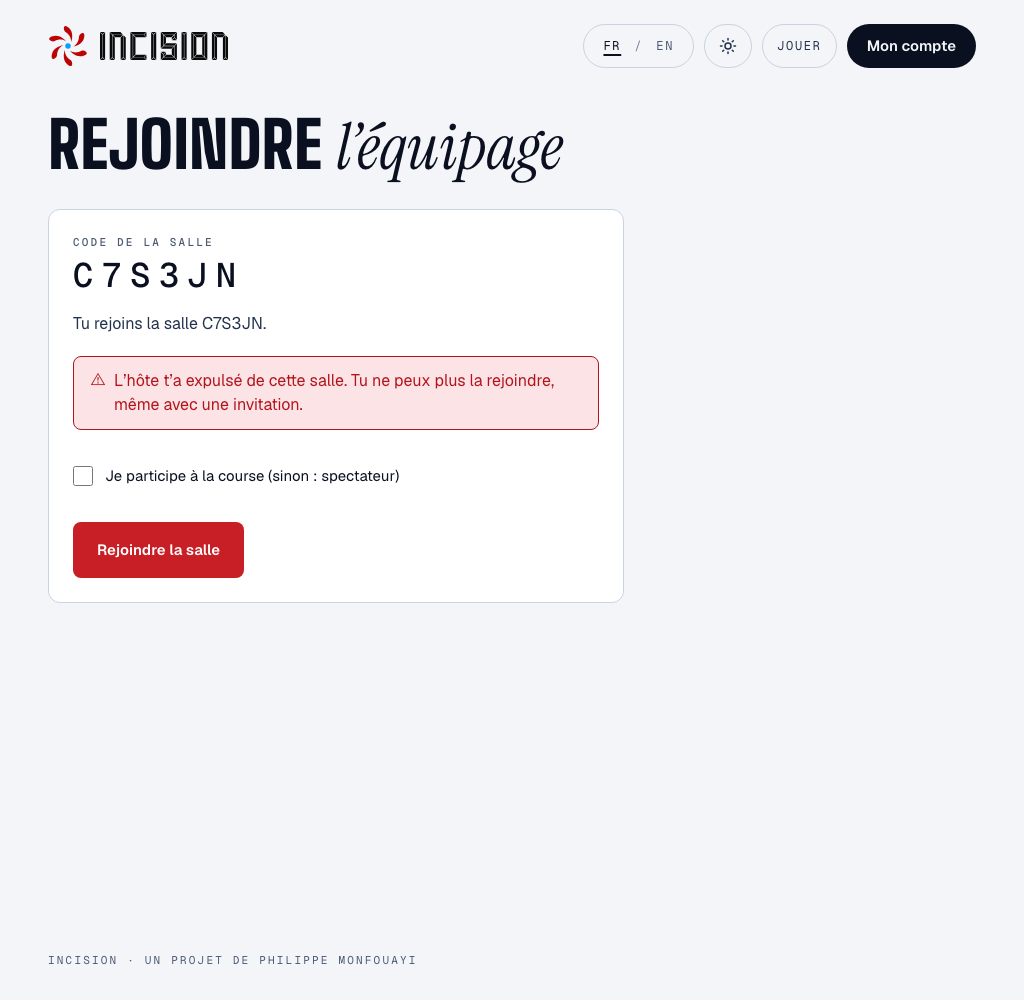 INCISION
FR / EN
JOUER
Mon compte
REJOINDRE l’équipage
CODE DE LA SALLE
C7S3JN
Tu rejoins la salle C7S3JN.
L’hôte t’a expulsé de cette salle. Tu ne peux plus la rejoindre,
même avec une invitation.
Je participe à la course (sinon : spectateur)
Rejoindre la salle
INCISION · UN PROJET DE PHILIPPE MONFOUAYI